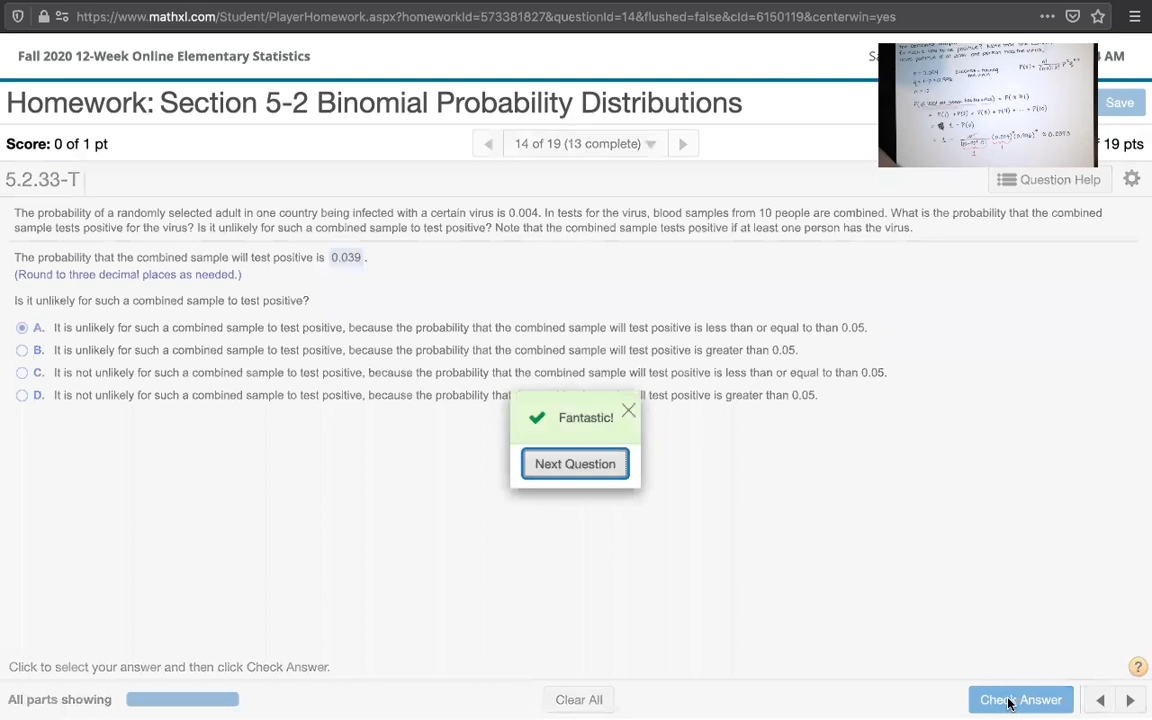 https://www.mathxl.com/Student/PlayerHomework.aspx?homeworkId=573381827&questionId=14&flushed=false&cId=6150119&centerwin=yes
Fall 2020 12-Week Online Elementary Statistics
AM
Homework: Section 5-2 Binomial Probability Distributions
Save
Score: 0 of 1 pt
14 of 19 (13 complete)
19 pts
5.2.33-T
Question Help
The probability of a randomly selected adult in one country being infected with a certain virus is 0.004. In tests for the virus, blood samples from 10 people are combined. What is the probability that the combined
sample tests positive for the virus? Is it unlikely for such a combined sample to test positive? Note that the combined sample tests positive if at least one person has the virus.
The probability that the combined sample will test positive is 0.039 .
(Round to three decimal places as needed.)
Is it unlikely for such a combined sample to test positive?
A. It is unlikely for such a combined sample to test positive, because the probability that the combined sample will test positive is less than or equal to than 0.05.
B. It is unlikely for such a combined sample to test positive, because the probability that the combined sample will test positive is greater than 0.05.
C. It is not unlikely for such a combined sample to test positive, because the probability that the combined sample will test positive is less than or equal to than 0.05.
D. It is not unlikely for such a combined sample to test positive, because the probability that will test positive is greater than 0.05.
Fantastic!
Next Question
Click to select your answer and then click Check Answer.
?
All parts showing
Clear All
Check Answer